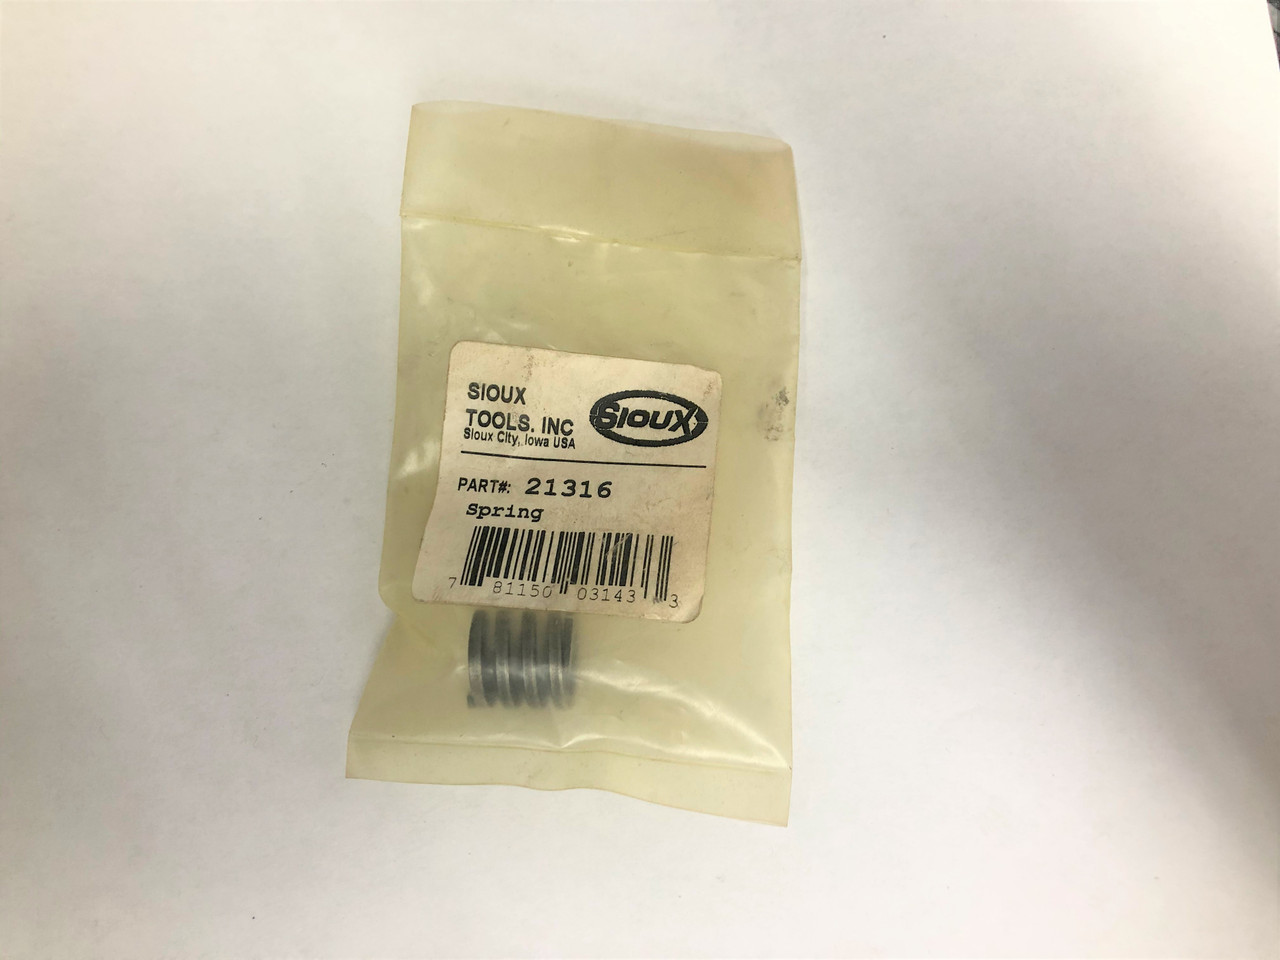 SIOUX
TOOLS. INC
Sioux City, Iowa USA
SIOUX
PART#: 21316
Spring
7 81150 03143 3